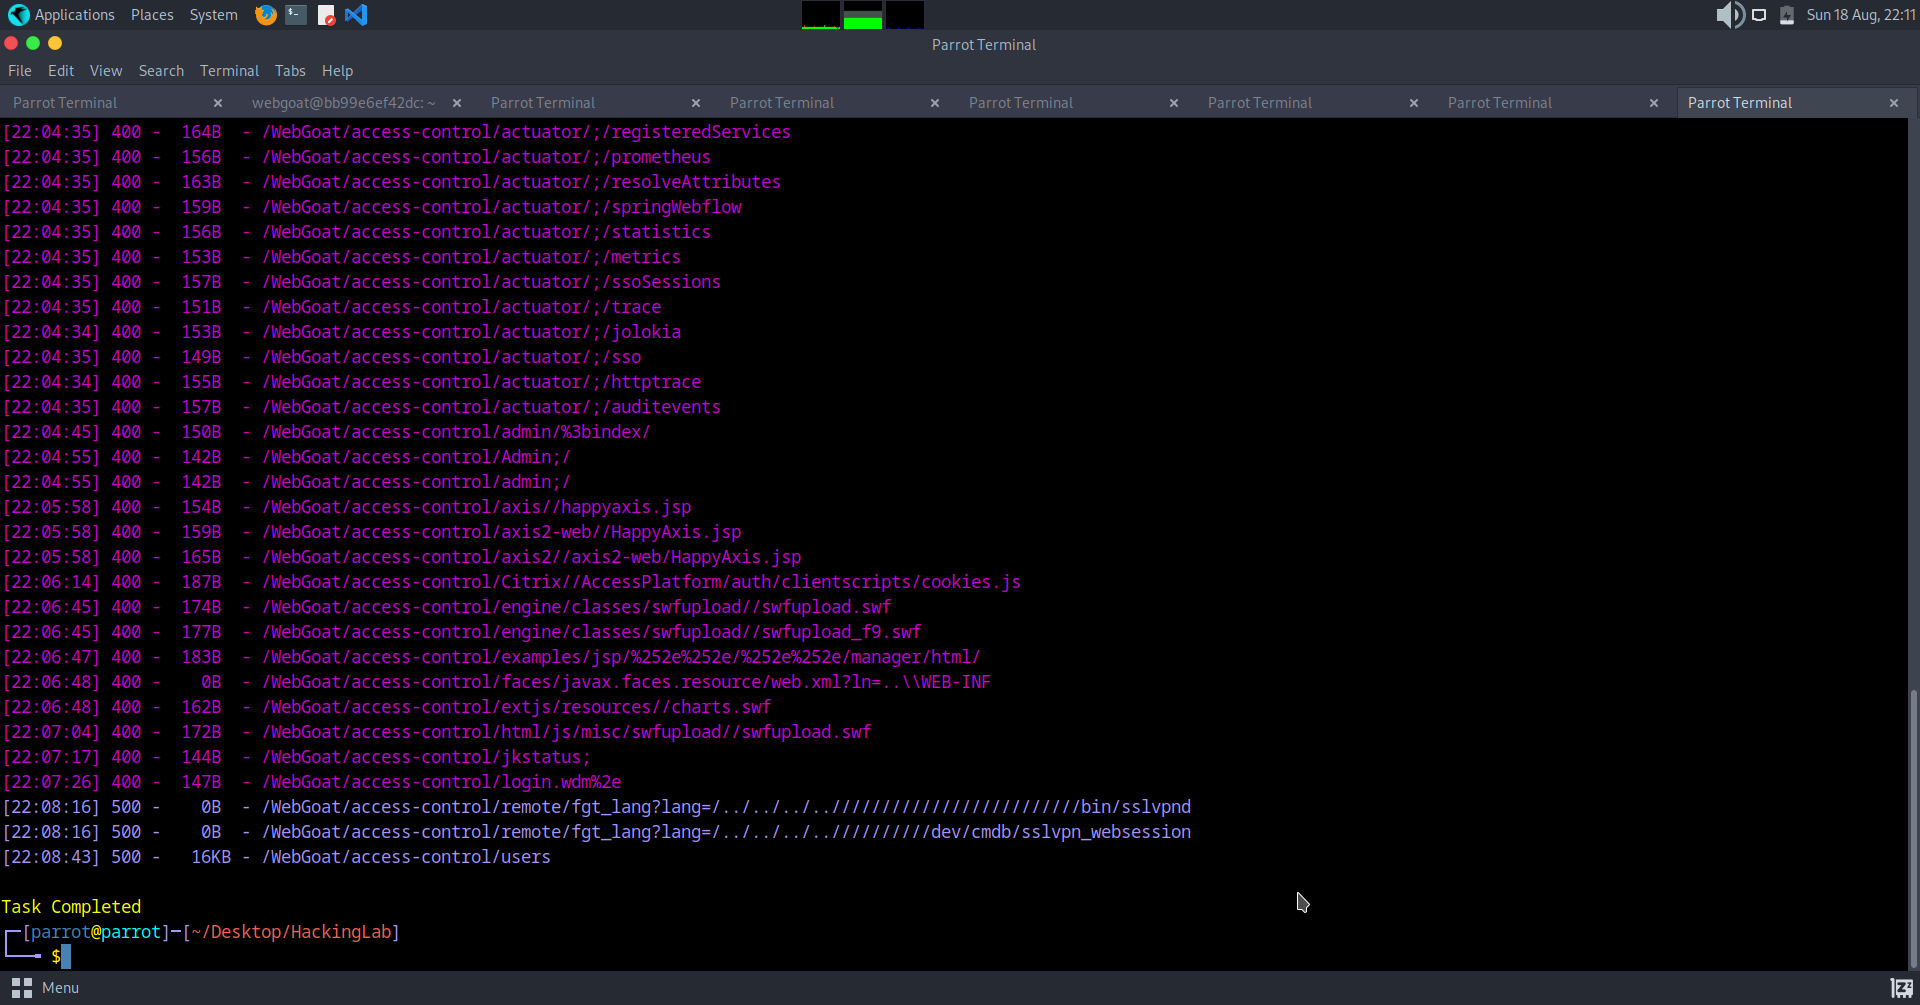 Applications Places System Sun 18 Aug, 22:11
Parrot Terminal
File Edit View Search Terminal Tabs Help
Parrot Terminal × webgoat@bb99e6ef42dc: ~ × Parrot Terminal × Parrot Terminal × Parrot Terminal × Parrot Terminal × Parrot Terminal × Parrot Terminal ×
[22:04:35] 400 -  164B  - /WebGoat/access-control/actuator/;/registeredServices
[22:04:35] 400 -  156B  - /WebGoat/access-control/actuator/;/prometheus
[22:04:35] 400 -  163B  - /WebGoat/access-control/actuator/;/resolveAttributes
[22:04:35] 400 -  159B  - /WebGoat/access-control/actuator/;/springWebflow
[22:04:35] 400 -  156B  - /WebGoat/access-control/actuator/;/statistics
[22:04:35] 400 -  153B  - /WebGoat/access-control/actuator/;/metrics
[22:04:35] 400 -  157B  - /WebGoat/access-control/actuator/;/ssoSessions
[22:04:35] 400 -  151B  - /WebGoat/access-control/actuator/;/trace
[22:04:34] 400 -  153B  - /WebGoat/access-control/actuator/;/jolokia
[22:04:35] 400 -  149B  - /WebGoat/access-control/actuator/;/sso
[22:04:34] 400 -  155B  - /WebGoat/access-control/actuator/;/httptrace
[22:04:35] 400 -  157B  - /WebGoat/access-control/actuator/;/auditevents
[22:04:45] 400 -  150B  - /WebGoat/access-control/admin/%3bindex/
[22:04:55] 400 -  142B  - /WebGoat/access-control/Admin;/
[22:04:55] 400 -  142B  - /WebGoat/access-control/admin;/
[22:05:58] 400 -  154B  - /WebGoat/access-control/axis//happyaxis.jsp
[22:05:58] 400 -  159B  - /WebGoat/access-control/axis2-web//HappyAxis.jsp
[22:05:58] 400 -  165B  - /WebGoat/access-control/axis2//axis2-web/HappyAxis.jsp
[22:06:14] 400 -  187B  - /WebGoat/access-control/Citrix//AccessPlatform/auth/clientscripts/cookies.js
[22:06:45] 400 -  174B  - /WebGoat/access-control/engine/classes/swfupload//swfupload.swf
[22:06:45] 400 -  177B  - /WebGoat/access-control/engine/classes/swfupload//swfupload_f9.swf
[22:06:47] 400 -  183B  - /WebGoat/access-control/examples/jsp/%252e%252e/%252e%252e/manager/html/
[22:06:48] 400 -    0B  - /WebGoat/access-control/faces/javax.faces.resource/web.xml?ln=..\\WEB-INF
[22:06:48] 400 -  162B  - /WebGoat/access-control/extjs/resources//charts.swf
[22:07:04] 400 -  172B  - /WebGoat/access-control/html/js/misc/swfupload//swfupload.swf
[22:07:17] 400 -  144B  - /WebGoat/access-control/jkstatus;
[22:07:26] 400 -  147B  - /WebGoat/access-control/login.wdm%2e
[22:08:16] 500 -    0B  - /WebGoat/access-control/remote/fgt_lang?lang=/../../../..//////////////////////////bin/sslvpnd
[22:08:16] 500 -    0B  - /WebGoat/access-control/remote/fgt_lang?lang=/../../../..//////////dev/cmdb/sslvpn_websession
[22:08:43] 500 -   16KB - /WebGoat/access-control/users
Task Completed
┌─[parrot@parrot]─[~/Desktop/HackingLab]
└──╼ $
Menu